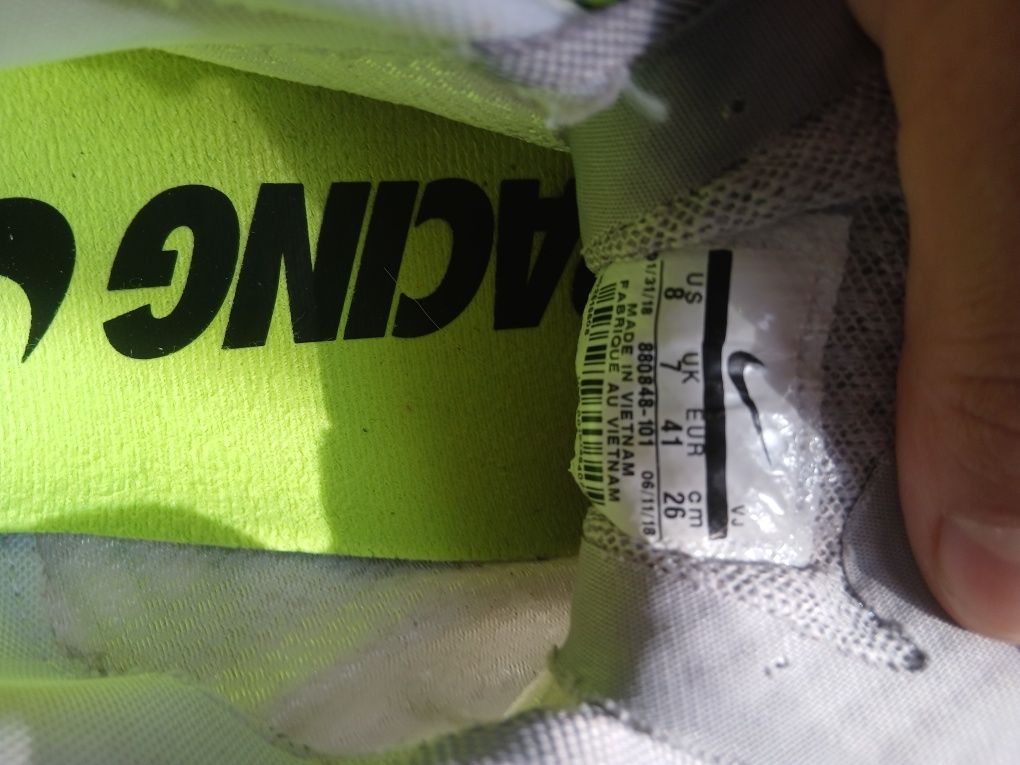 RACING
VJ
US UK EUR cm
8 7 41 26
01/31/18 880848-101 06/11/18
MADE IN VIETNAM
FABRIQUE AU VIETNAM